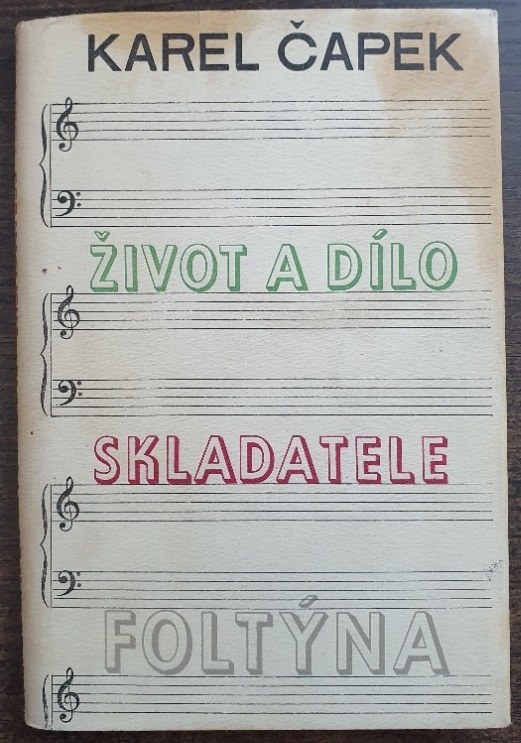 KAREL ČAPEK
ŽIVOT A DÍLO
SKLADATELE
FOLTÝNA